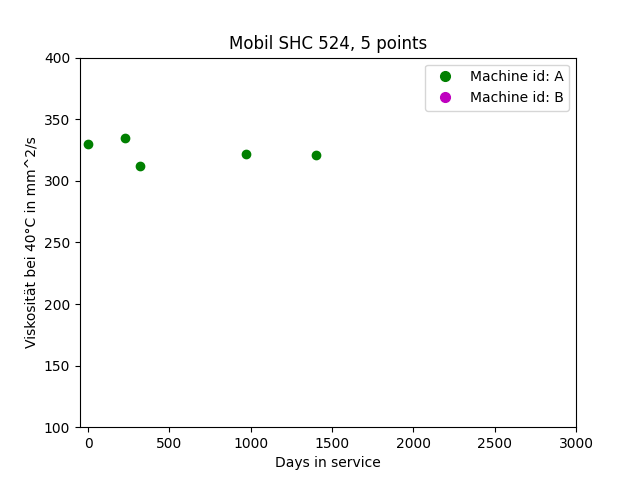 Mobil SHC 524, 5 points
Machine id: A
Machine id: B
Viskosität bei 40°C in mm^2/s
400
350
300
250
200
150
100
0 500 1000 1500 2000 2500 3000
Days in service